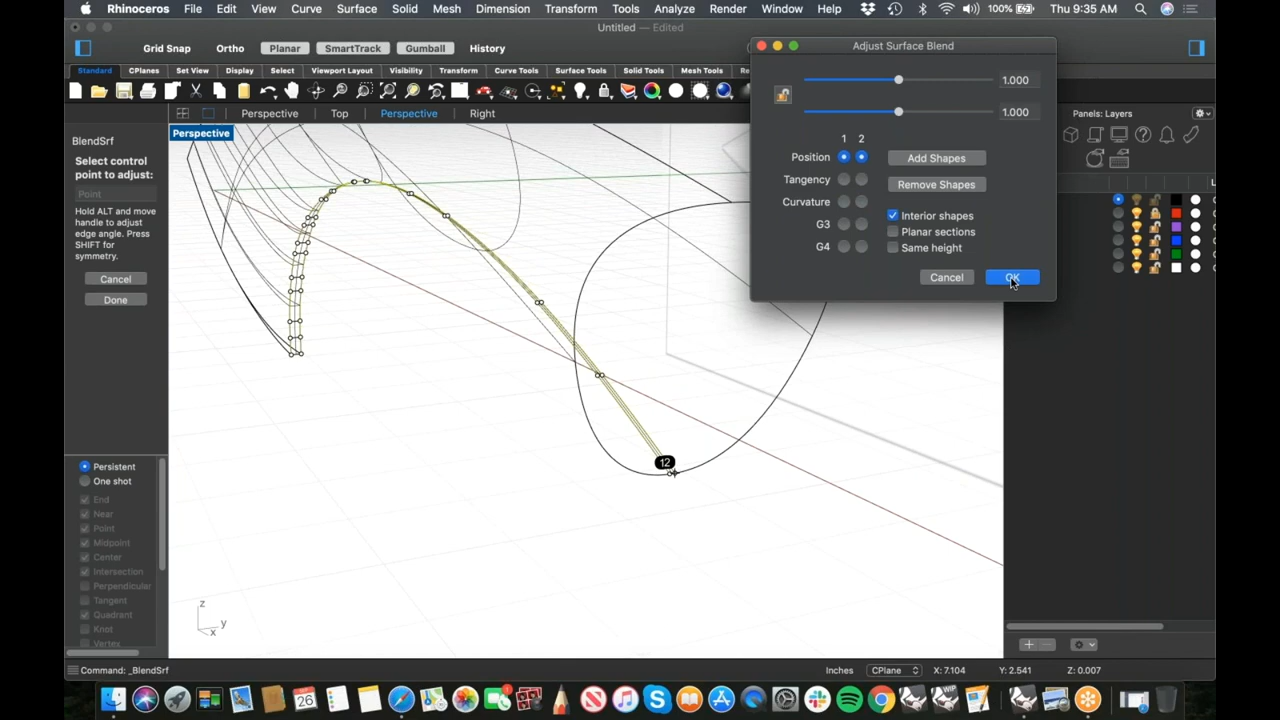 Rhinoceros File Edit View Curve Surface Solid Mesh Dimension Transform Tools Analyze Render Window Help 100% Thu 9:35 AM
Untitled — Edited
Grid Snap Ortho Planar SmartTrack Gumball History
Standard CPlanes Set View Display Select Viewport Layout Visibility Transform Curve Tools Surface Tools Solid Tools Mesh Tools
Perspective Top Perspective Right
Perspective
BlendSrf
Select control
point to adjust:
Point
Hold ALT and move
handle to adjust
edge angle. Press
SHIFT for
symmetry.
Cancel
Done
Persistent
One shot
End
Near
Point
Midpoint
Center
Intersection
Perpendicular
Tangent
Quadrant
Knot
Vertex
12
z
y
x
Adjust Surface Blend
1.000
1.000
1 2
Position
Tangency
Curvature
G3
G4
Add Shapes
Remove Shapes
Interior shapes
Planar sections
Same height
Cancel OK
Panels: Layers
Command: _BlendSrf
Inches CPlane X: 7.104 Y: 2.541 Z: 0.007
26